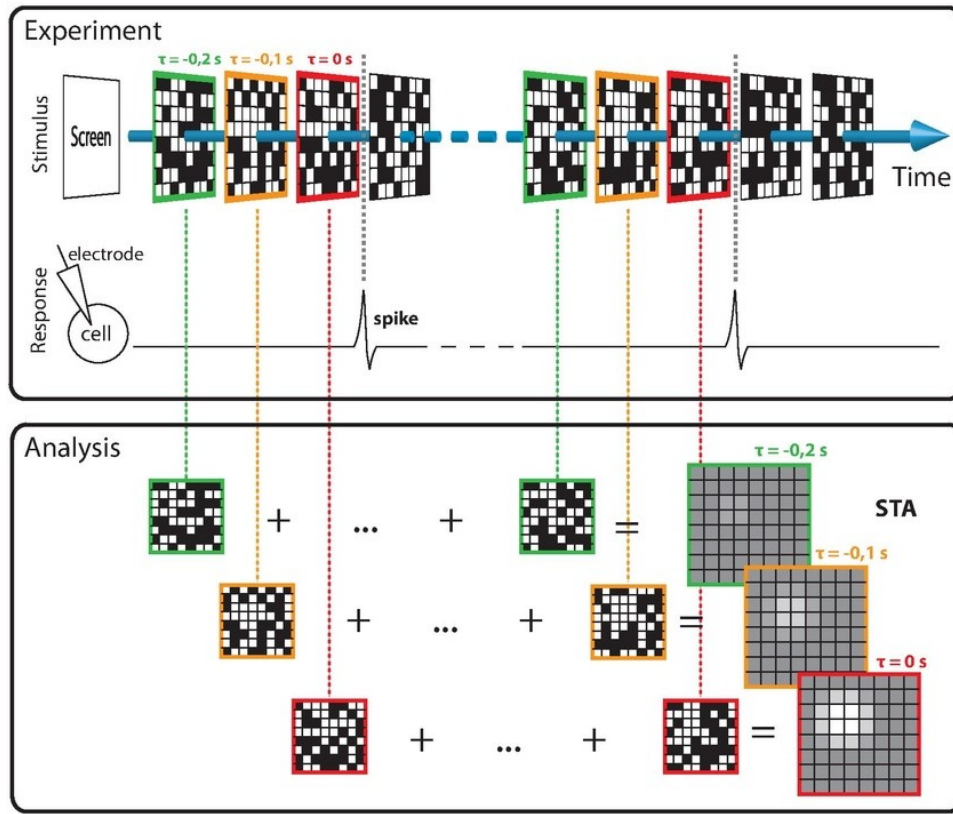 Experiment
τ = -0,2 s τ = -0,1 s τ = 0 s
Stimulus
Screen
Time
Response
electrode
cell
spike
Analysis
+ ... + =
τ = -0,2 s
STA
+ ... + =
τ = -0,1 s
+ ... + =
τ = 0 s